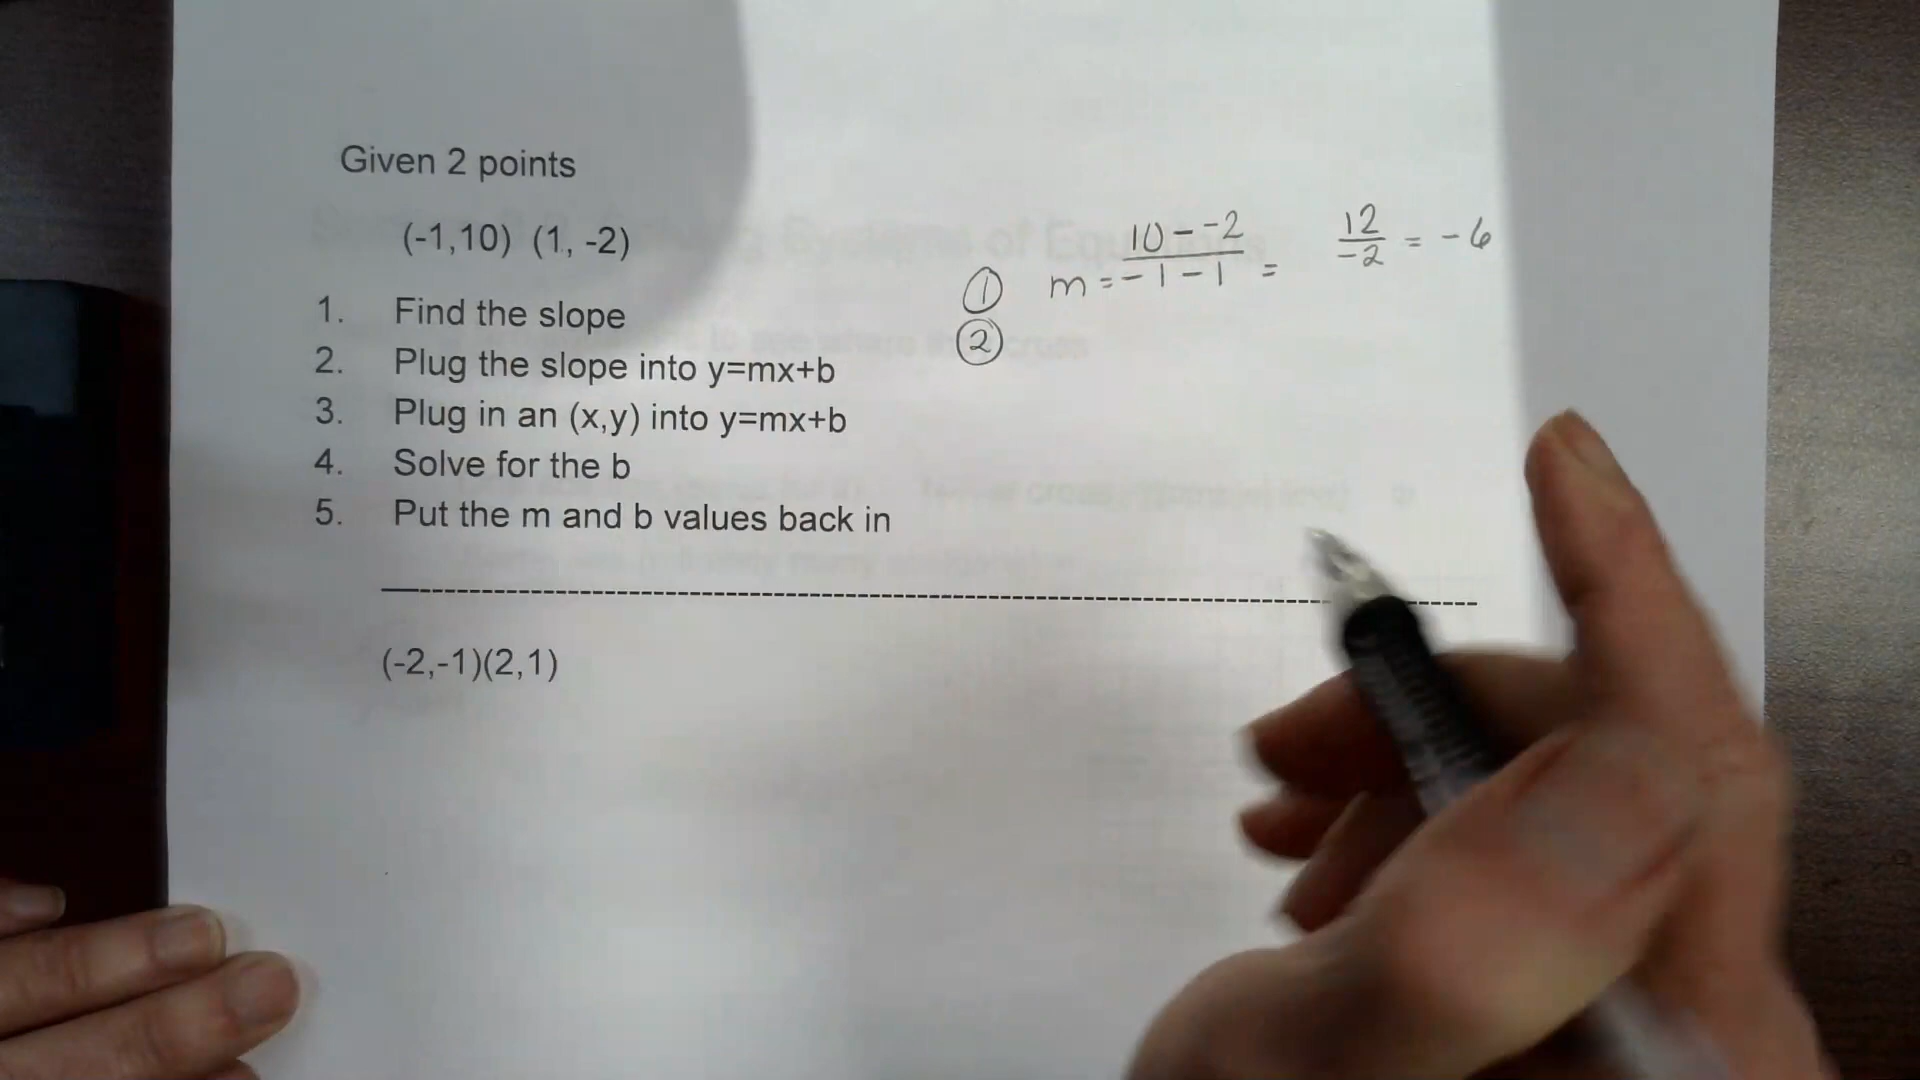 Given 2 points
(-1,10) (1, -2)
① m = 10 - -2 / -1 - 1 = 12 / -2 = -6
1. Find the slope
②
2. Plug the slope into y=mx+b
3. Plug in an (x,y) into y=mx+b
4. Solve for the b
5. Put the m and b values back in
(-2,-1)(2,1)